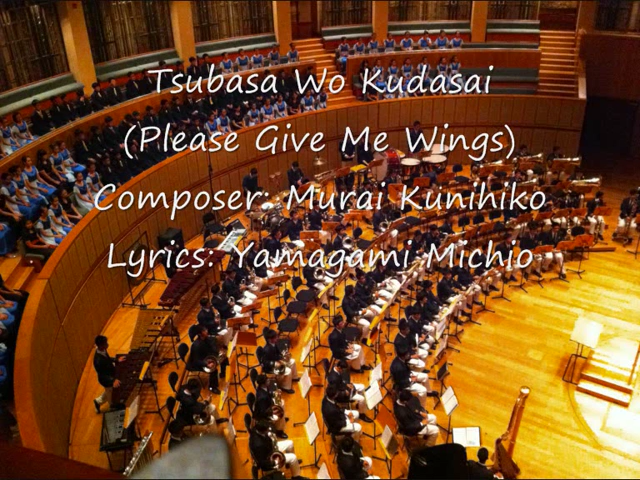 Tsubasa Wo Kudasai
(Please Give Me Wings)
Composer: Murai Kunihiko
Lyrics: Yamagami Michio